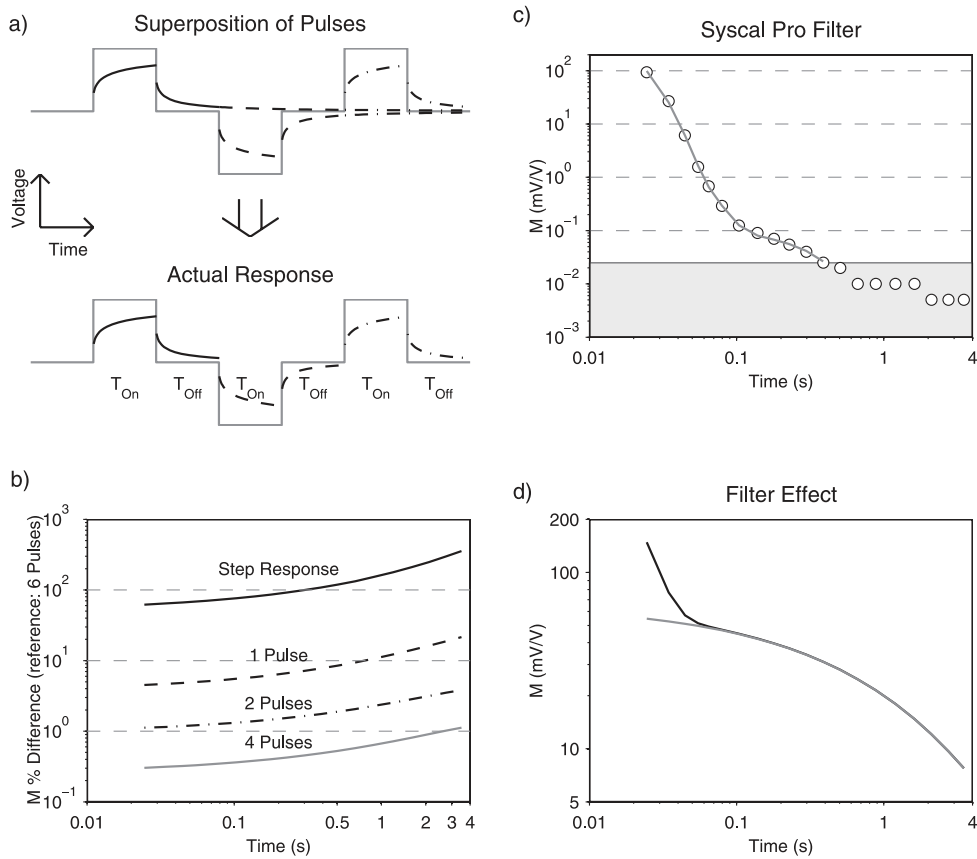 a)
Superposition of Pulses
Voltage
Time
Actual Response
T_On
T_Off
T_On
T_Off
T_On
T_Off
b)
M % Difference (reference: 6 Pulses)
10^3
10^2
10^1
10^0
10^-1
Step Response
1 Pulse
2 Pulses
4 Pulses
0.01
0.1
0.5
1
2
3
4
Time (s)
c)
Syscal Pro Filter
M (mV/V)
10^2
10^1
10^0
10^-1
10^-2
10^-3
0.01
0.1
1
4
Time (s)
d)
Filter Effect
M (mV/V)
200
100
10
5
0.01
0.1
1
4
Time (s)